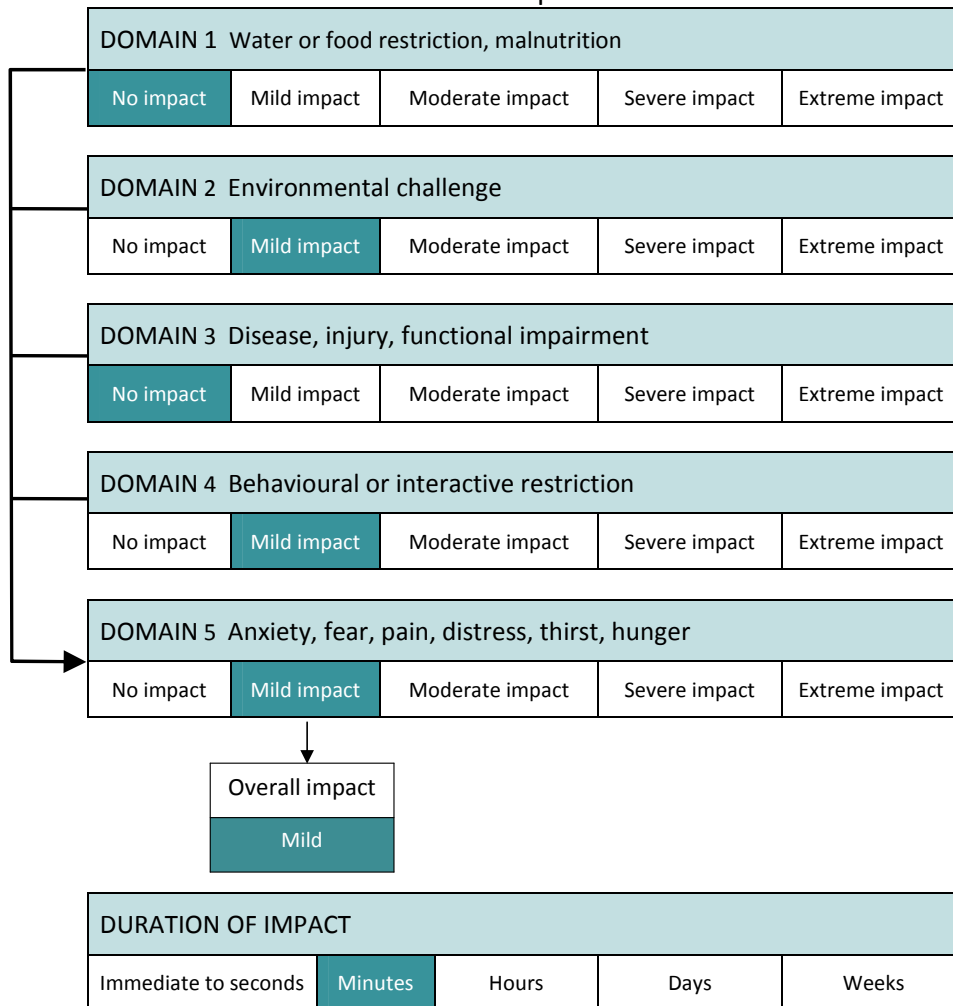 DOMAIN 1 Water or food restriction, malnutrition
No impact Mild impact Moderate impact Severe impact Extreme impact
DOMAIN 2 Environmental challenge
No impact Mild impact Moderate impact Severe impact Extreme impact
DOMAIN 3 Disease, injury, functional impairment
No impact Mild impact Moderate impact Severe impact Extreme impact
DOMAIN 4 Behavioural or interactive restriction
No impact Mild impact Moderate impact Severe impact Extreme impact
DOMAIN 5 Anxiety, fear, pain, distress, thirst, hunger
No impact Mild impact Moderate impact Severe impact Extreme impact
Overall impact
Mild
DURATION OF IMPACT
Immediate to seconds Minutes Hours Days Weeks